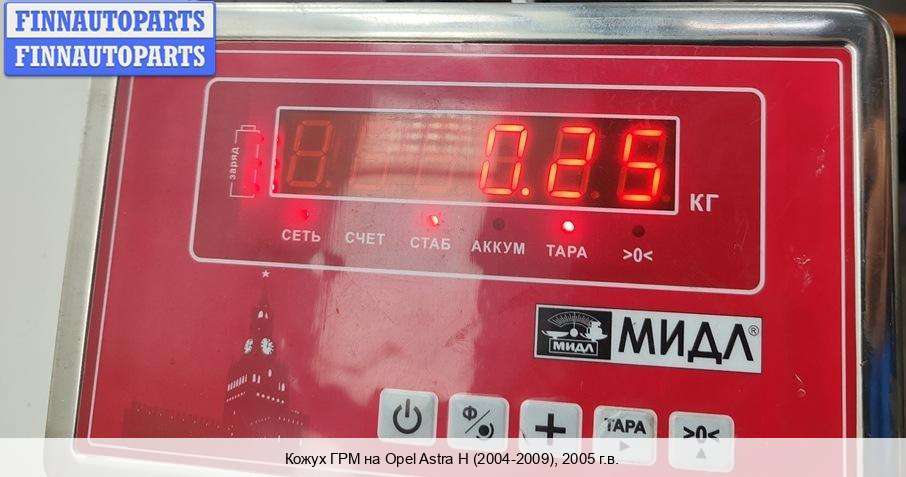 FINNAUTOPARTS
FINNAUTOPARTS
заряд
0.25
КГ
СЕТЬ СЧЕТ СТАБ АККУМ ТАРА >0<
МИДЛ
МИДЛ®
Ф
ТАРА >0<
Кожух ГРМ на Opel Astra H (2004-2009), 2005 г.в.